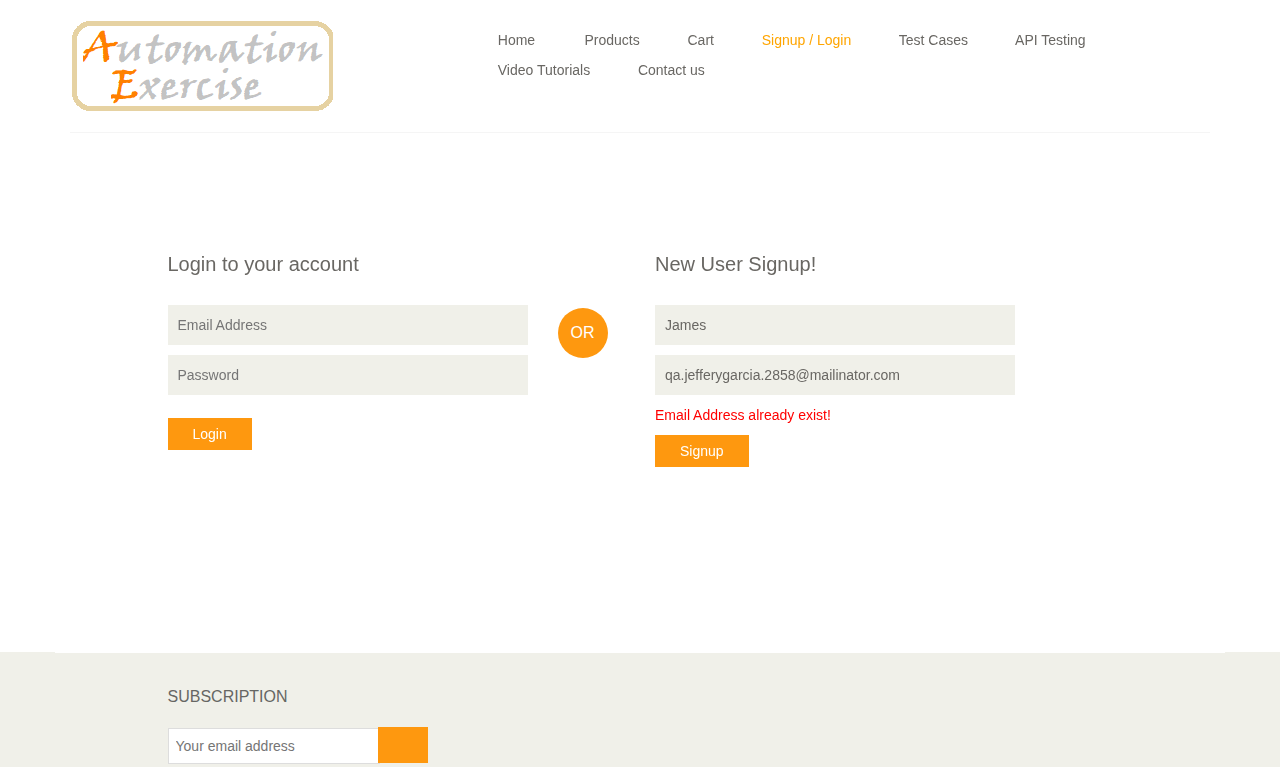 Automation
Exercise
Home Products Cart Signup / Login Test Cases API Testing
Video Tutorials Contact us
Login to your account
Email Address
Password
Login
OR
New User Signup!
James
qa.jefferygarcia.2858@mailinator.com
Email Address already exist!
Signup
SUBSCRIPTION
Your email address